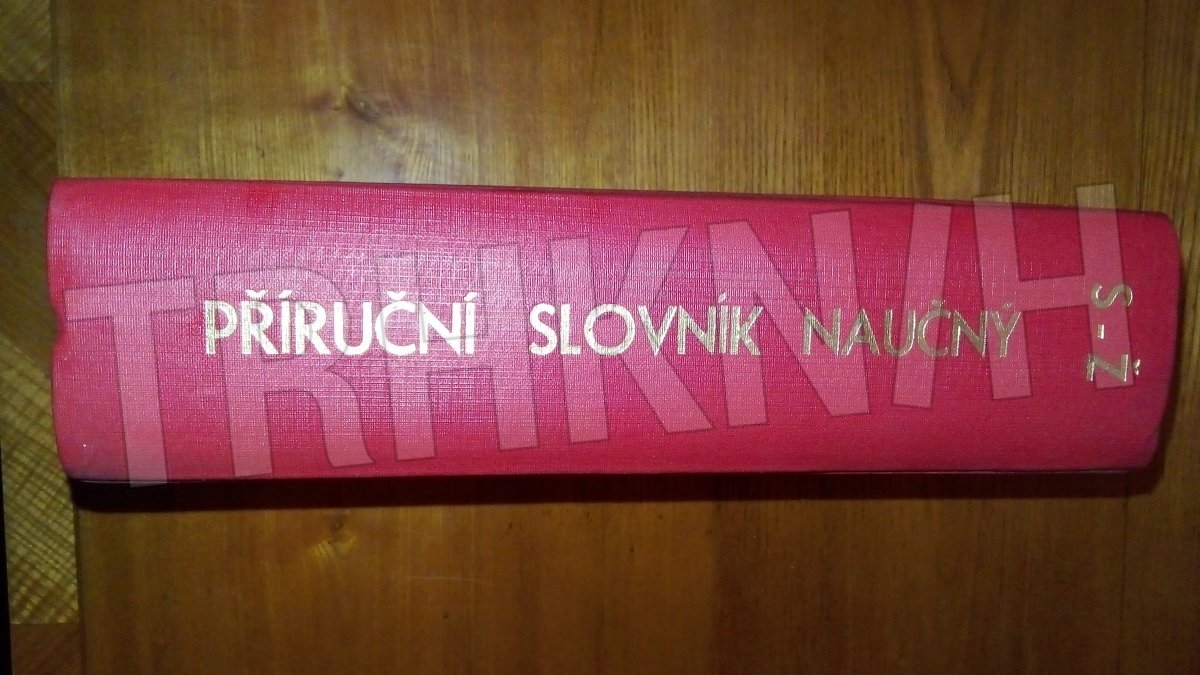 PŘÍRUČNÍ SLOVNÍK NAUČNÝ
S - Ž
TRHKNIH